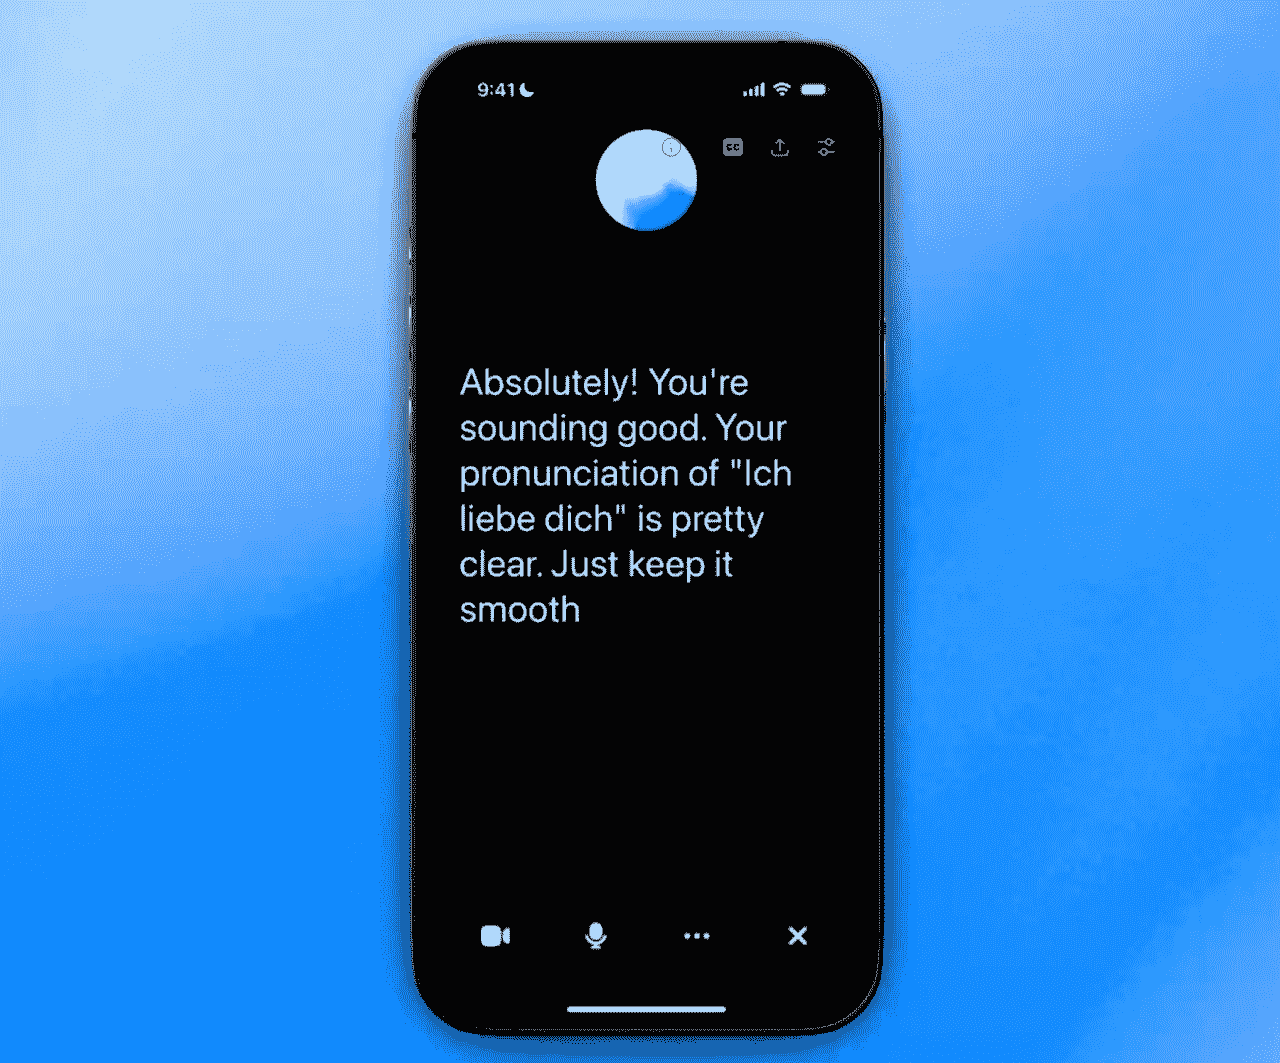 9:41
CC
Absolutely! You're
sounding good. Your
pronunciation of "Ich
liebe dich" is pretty
clear. Just keep it
smooth